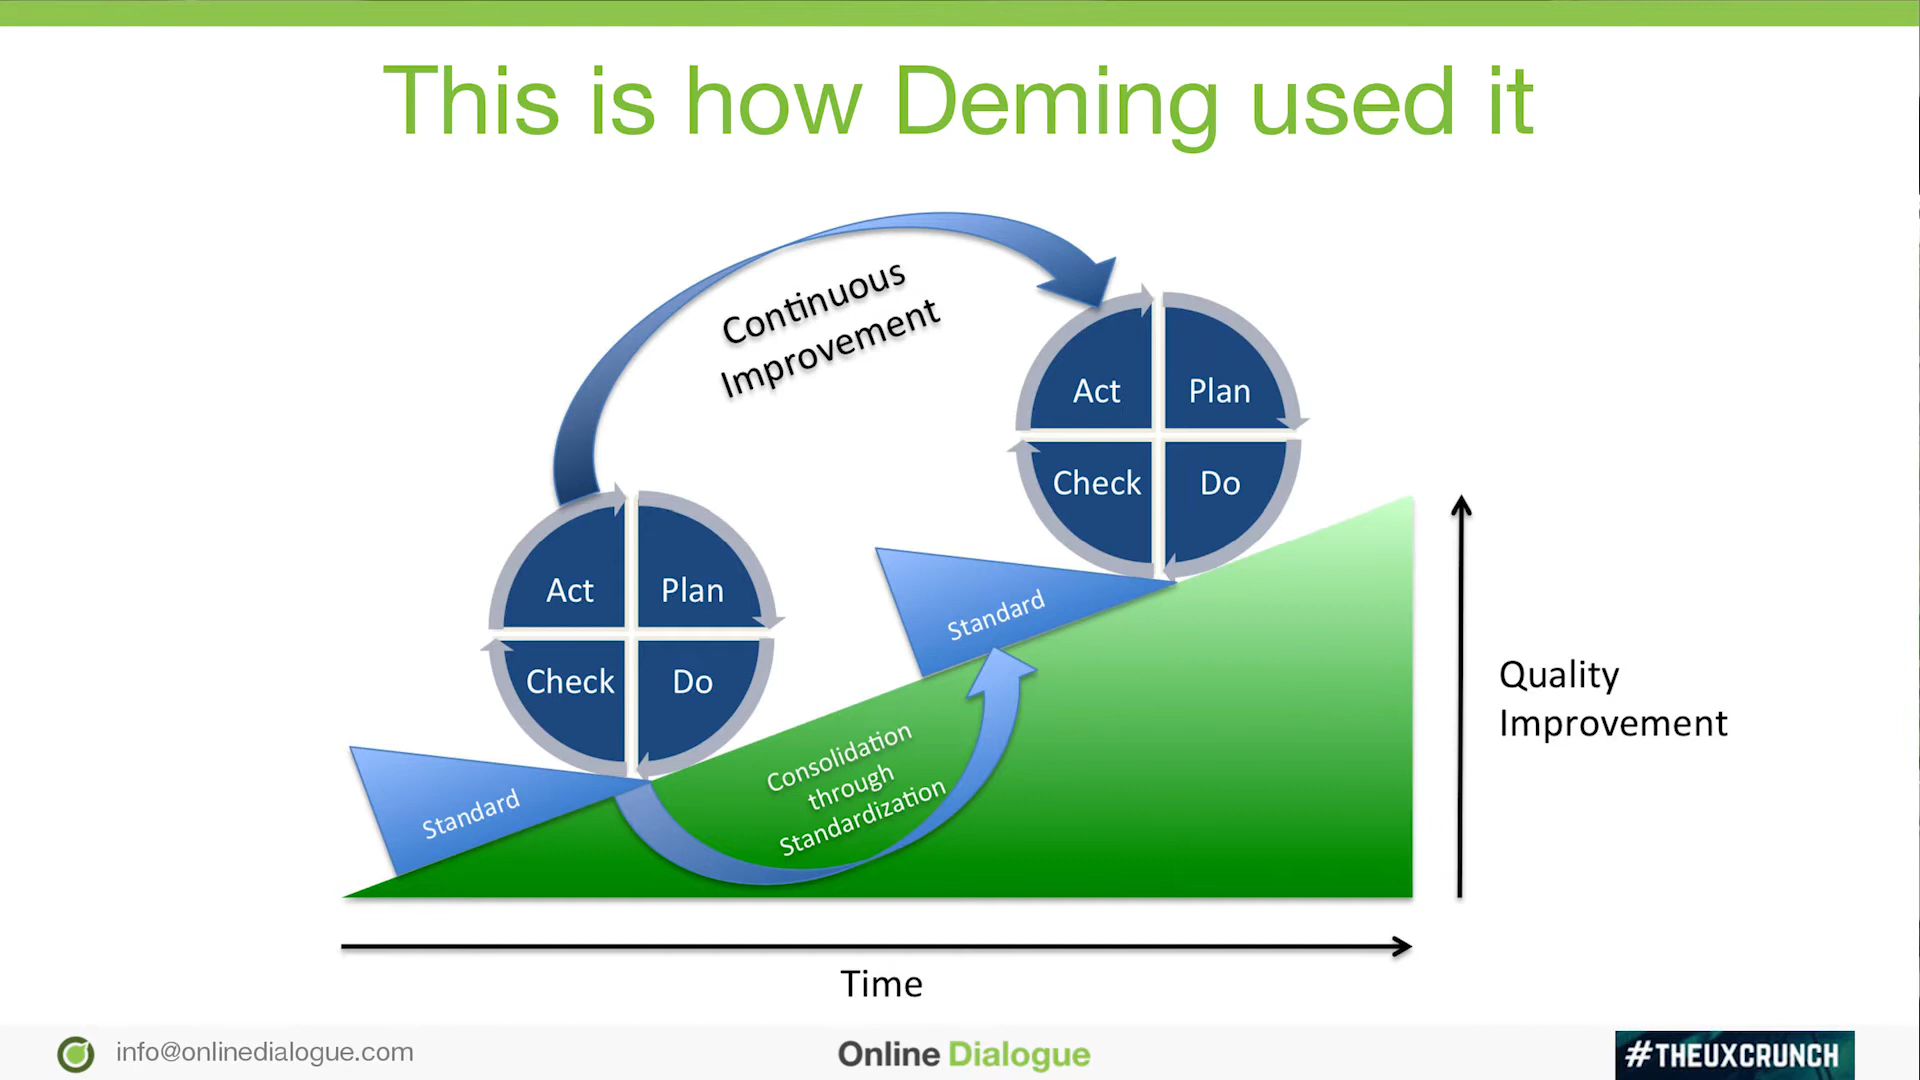 This is how Deming used it
Continuous
Improvement
Act
Plan
Check
Do
Act
Plan
Check
Do
Standard
Standard
Consolidation
through
Standardization
Quality
Improvement
Time
info@onlinedialogue.com
Online Dialogue
#THEUXCRUNCH